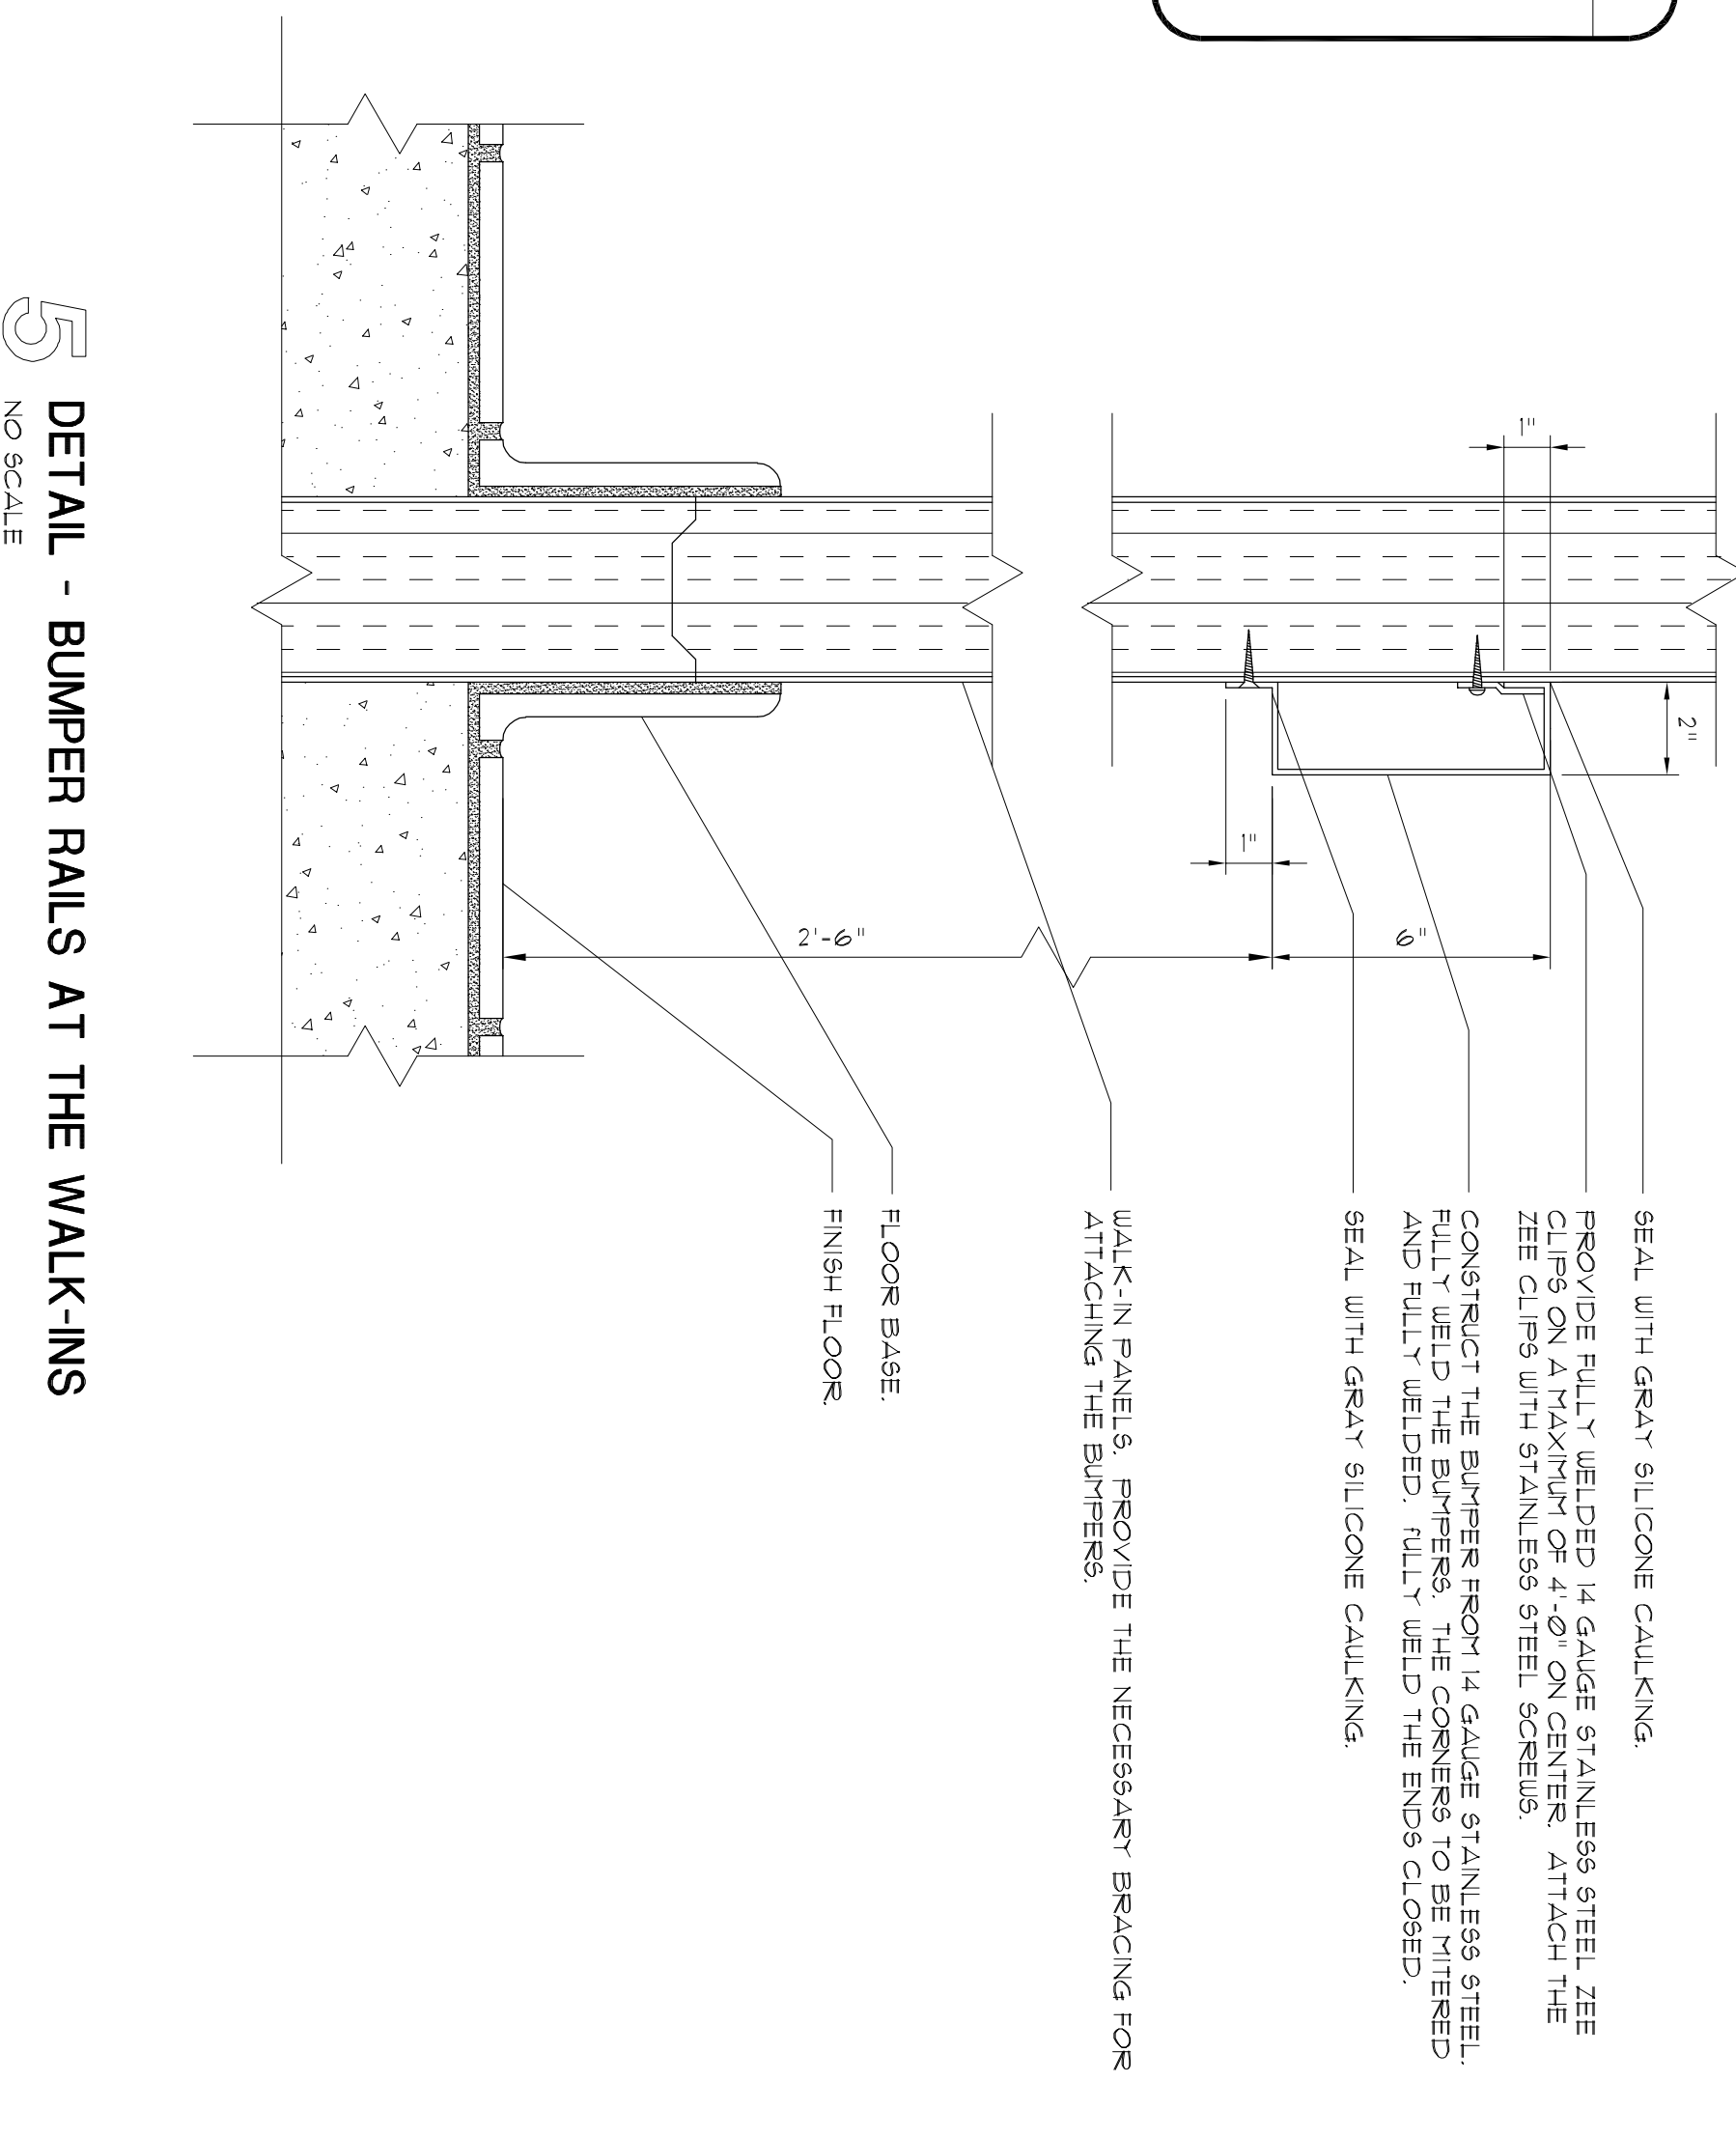 1"
2"
SEAL WITH GRAY SILICONE CAULKING.
PROVIDE FULLY WELDED 14 GAUGE STAINLESS STEEL ZEE
CLIPS ON A MAXIMUM OF 4'-0" ON CENTER. ATTACH THE
ZEE CLIPS WITH STAINLESS STEEL SCREWS.
6"
CONSTRUCT THE BUMPER FROM 14 GAUGE STAINLESS STEEL.
FULLY WELD THE BUMPERS. THE CORNERS TO BE MITERED
AND FULLY WELDED. FULLY WELD THE ENDS CLOSED.
SEAL WITH GRAY SILICONE CAULKING.
1"
WALK-IN PANELS. PROVIDE THE NECESSARY BRACING FOR
ATTACHING THE BUMPERS.
2'-6"
FLOOR BASE.
FINISH FLOOR.
5 DETAIL - BUMPER RAILS AT THE WALK-INS
NO SCALE